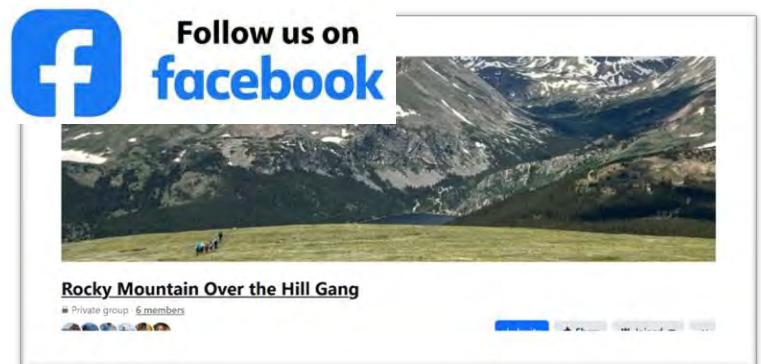 Follow us on
facebook
Rocky Mountain Over the Hill Gang
Private group · 6 members